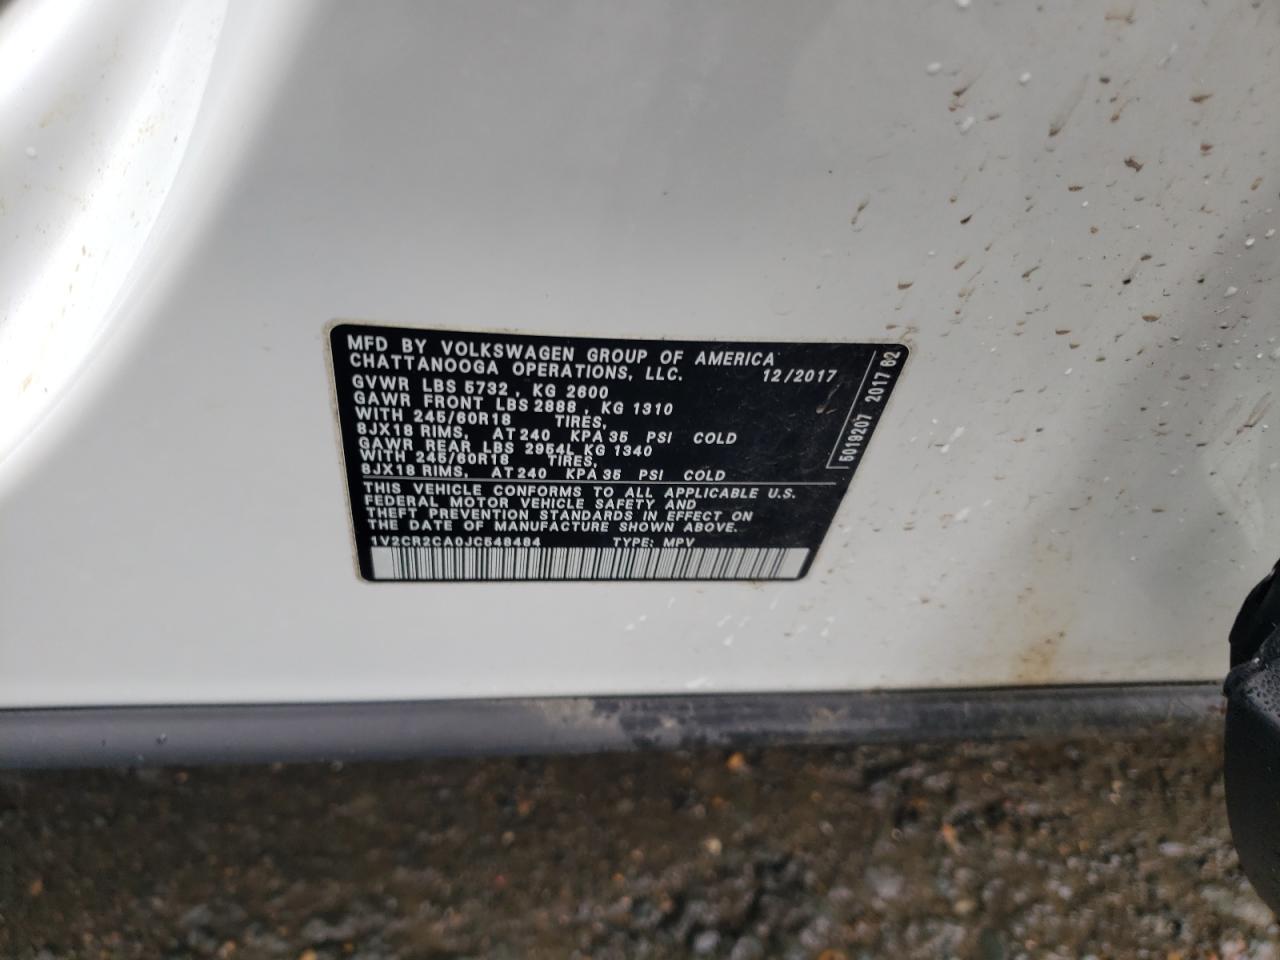 MFD BY VOLKSWAGEN GROUP OF AMERICA
CHATTANOOGA OPERATIONS, LLC. 12/2017
GVWR LBS 5732, KG 2600
GAWR FRONT LBS 2888, KG 1310
WITH 245/60R18 TIRES,
8JX18 RIMS, AT 240 KPA 35 PSI COLD
GAWR REAR LBS 2954L KG 1340
WITH 245/60R18 TIRES,
8JX18 RIMS, AT 240 KPA 35 PSI COLD
THIS VEHICLE CONFORMS TO ALL APPLICABLE U.S.
FEDERAL MOTOR VEHICLE SAFETY AND
THEFT PREVENTION STANDARDS IN EFFECT ON
THE DATE OF MANUFACTURE SHOWN ABOVE.
1V2CR2CA0JC548484 TYPE: MPV
5019207 2017 62